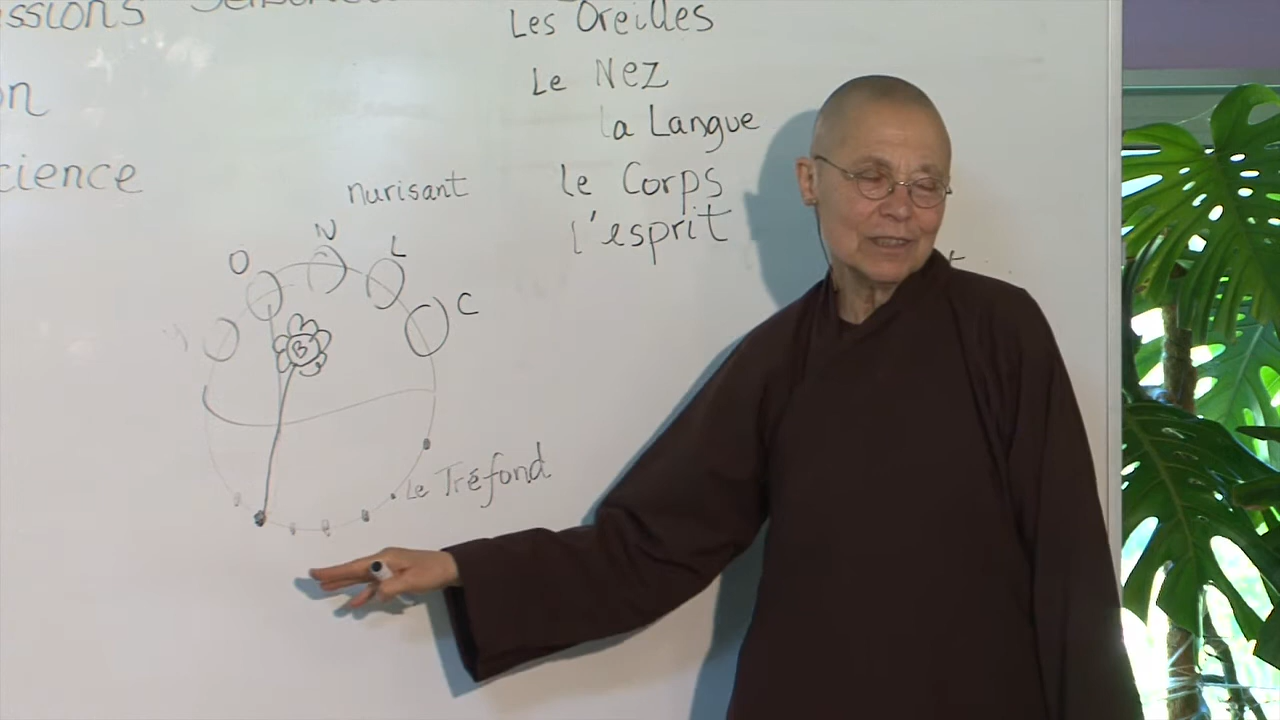 ssions
Les Oreilles
Le Nez
on
la Langue
cience
le Corps
nurisant
l'esprit
N
L
O
C
B
Le Tréfond